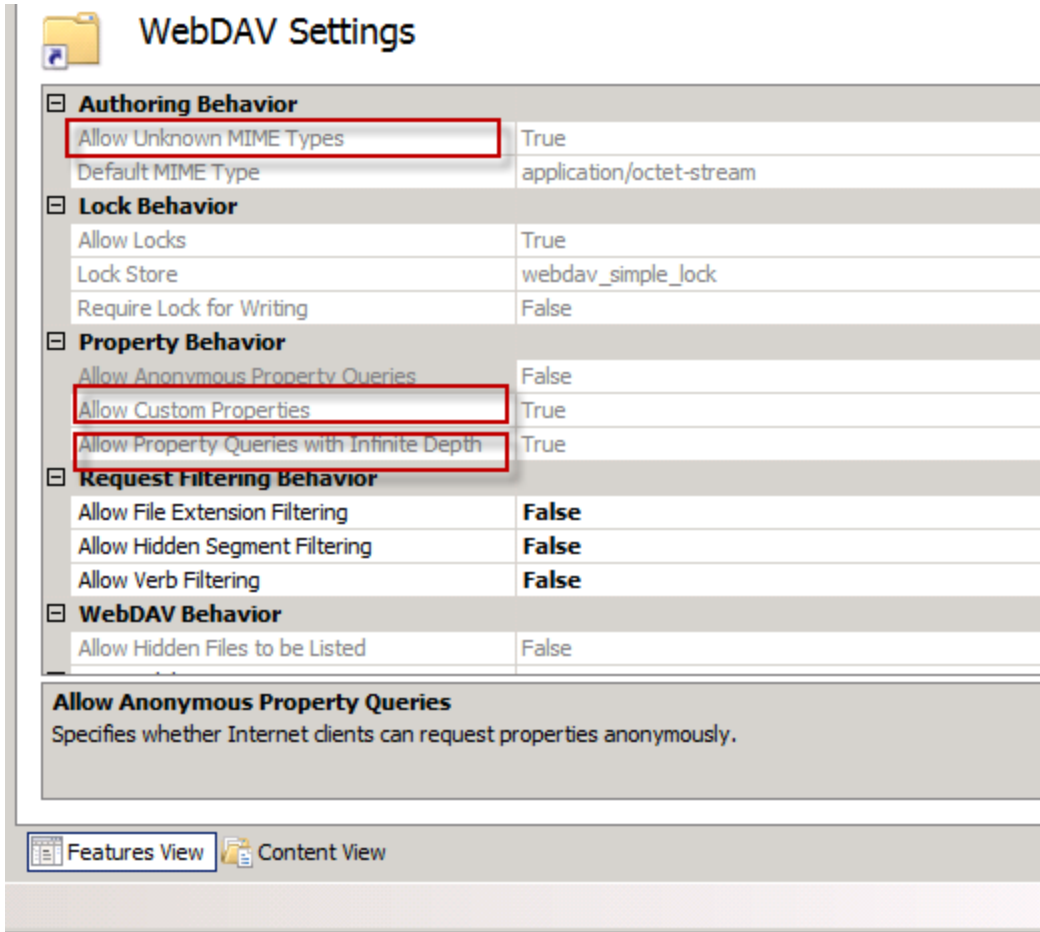 WebDAV Settings
Authoring Behavior
Allow Unknown MIME Types True
Default MIME Type application/octet-stream
Lock Behavior
Allow Locks True
Lock Store webdav_simple_lock
Require Lock for Writing False
Property Behavior
Allow Anonymous Property Queries False
Allow Custom Properties True
Allow Property Queries with Infinite Depth True
Request Filtering Behavior
Allow File Extension Filtering False
Allow Hidden Segment Filtering False
Allow Verb Filtering False
WebDAV Behavior
Allow Hidden Files to be Listed False
Allow Anonymous Property Queries
Specifies whether Internet clients can request properties anonymously.
Features View Content View